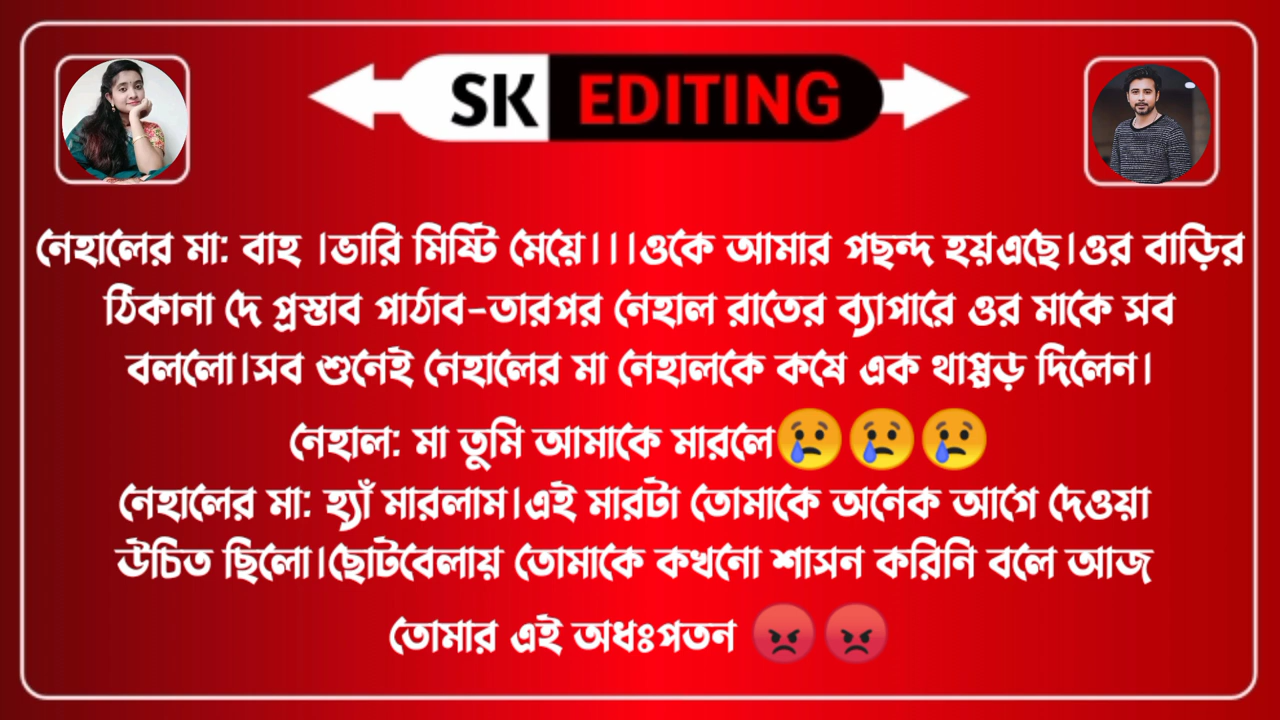 SK EDITING
নেহালের মা: বাহ ।ভারি মিষ্টি মেয়ে।।।ওকে আমার পছন্দ হয়এছে।ওর বাড়ির
ঠিকানা দে প্রস্তাব পাঠাব-তারপর নেহাল রাতের ব্যাপারে ওর মাকে সব
বললো।সব শুনেই নেহালের মা নেহালকে কষে এক থাপ্পড় দিলেন।
নেহাল: মা তুমি আমাকে মারলে😢😢😢
নেহালের মা: হ্যাঁ মারলাম।এই মারটা তোমাকে অনেক আগে দেওয়া
উচিত ছিলো।ছোটবেলায় তোমাকে কখনো শাসন করিনি বলে আজ
তোমার এই অধঃপতন 😡😡